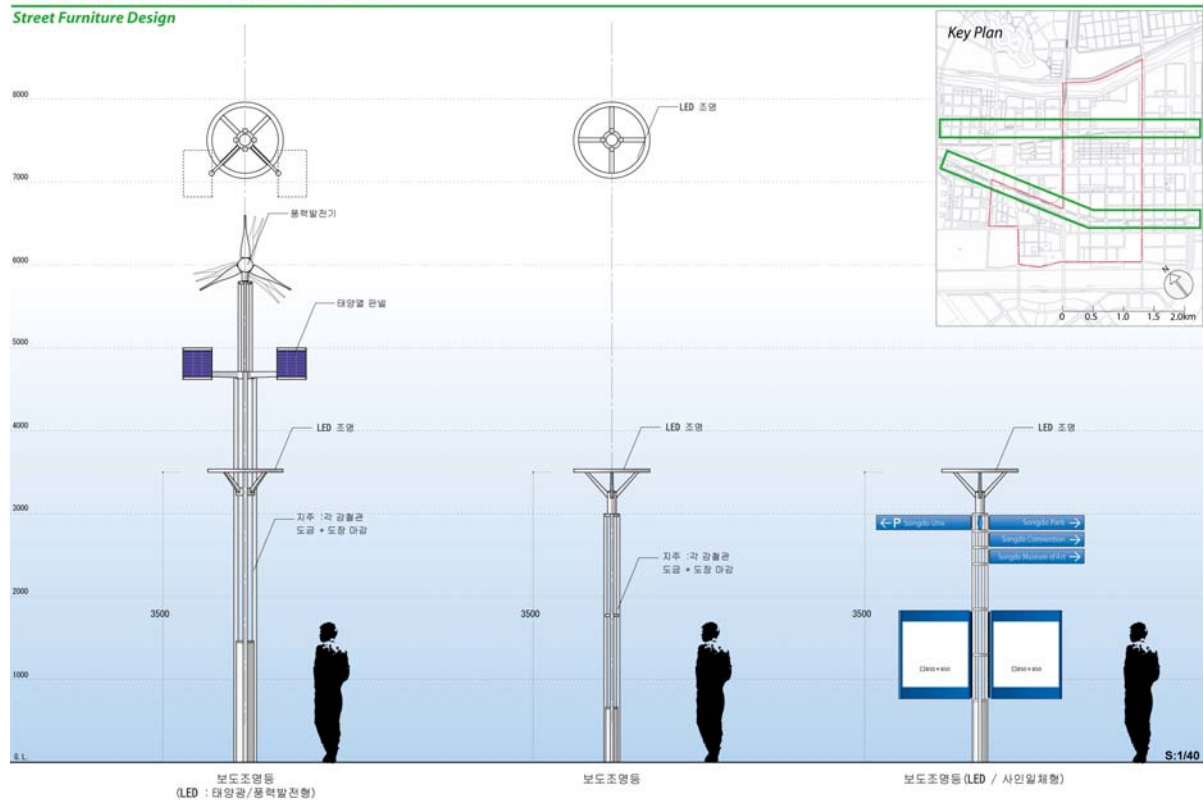 Street Furniture Design
Key Plan
N
0 0.5 1.0 1.5 2.0km
8000
7000
6000
5000
4000
3000
2000
1000
G.L.
LED 조명
풍력발전기
태양열 판넬
LED 조명
3500
지주 :각 강철관
도금 + 도장 마감
보도조명등
(LED : 태양광/풍력발전형)
LED 조명
3500
지주 :각 강철관
도금 + 도장 마감
보도조명등
LED 조명
3500
← P Songdo Univ.
Songdo Park →
Songdo Convention →
Songdo Museum of Art →
보도조명등(LED / 사인일체형)
S:1/40